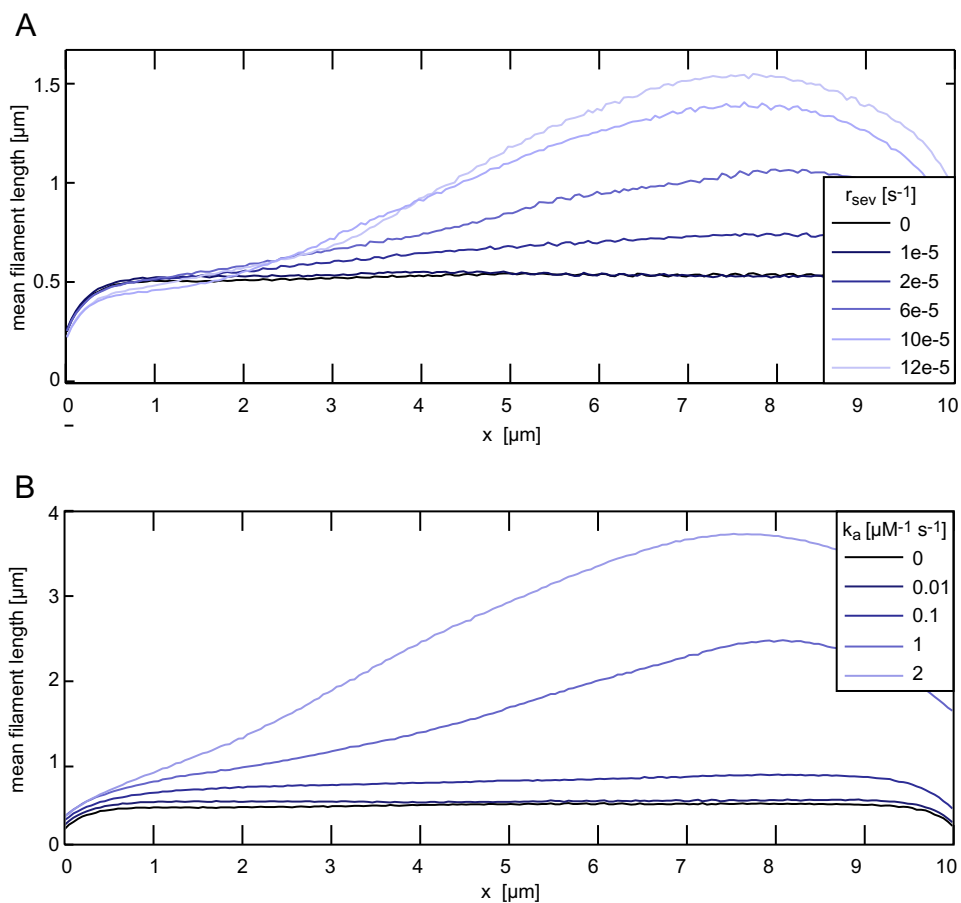 A
mean filament length [µm]
1.5
1
0.5
0
r_sev [s⁻¹]
0
1e-5
2e-5
6e-5
10e-5
12e-5
0 1 2 3 4 5 6 7 8 9 10
x [µm]
B
mean filament length [µm]
4
3
2
1
0
k_a [µM⁻¹ s⁻¹]
0
0.01
0.1
1
2
0 1 2 3 4 5 6 7 8 9 10
x [µm]